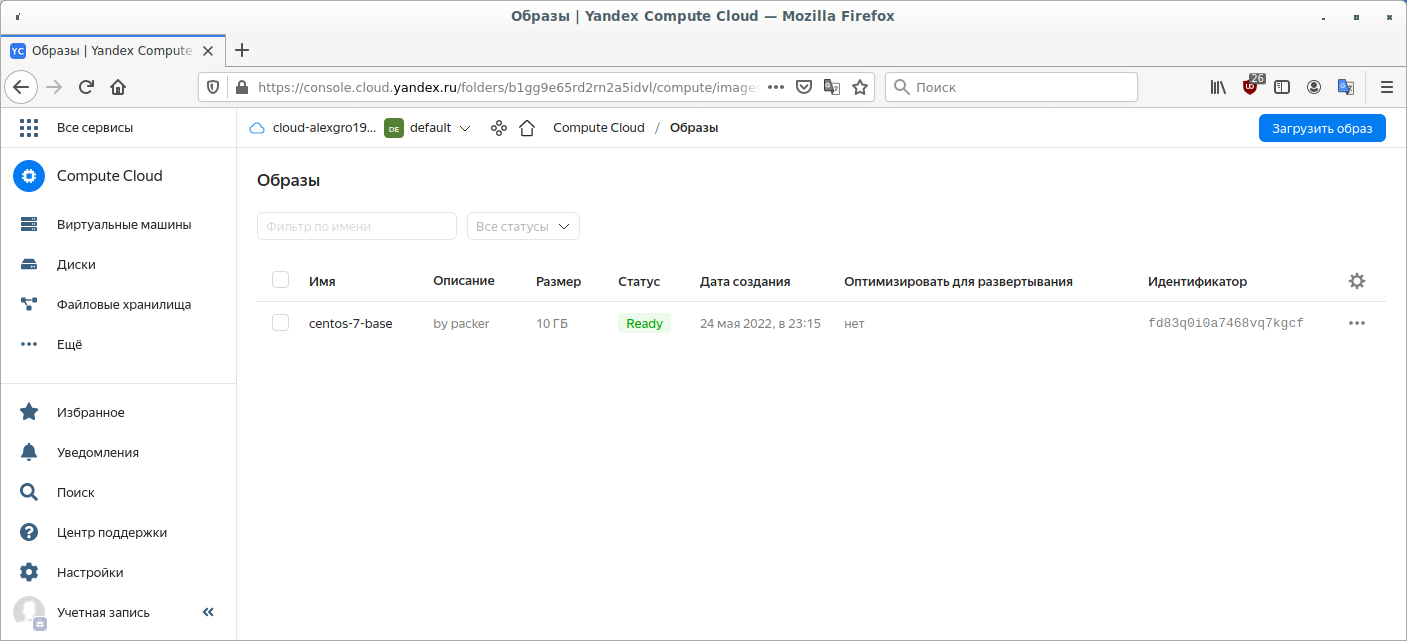 Образы | Yandex Compute Cloud — Mozilla Firefox
YC Образы | Yandex Compute
https://console.cloud.yandex.ru/folders/b1gg9e65rd2rn2a5idvl/compute/image
Поиск
26
Все сервисы
cloud-alexgro19... DE default Compute Cloud / Образы Загрузить образ
Compute Cloud
Виртуальные машины
Диски
Файловые хранилища
Ещё
Избранное
Уведомления
Поиск
Центр поддержки
Настройки
Учетная запись
Образы
Фильтр по имени Все статусы
Имя Описание Размер Статус Дата создания Оптимизировать для развертывания Идентификатор
centos-7-base by packer 10 ГБ Ready 24 мая 2022, в 23:15 нет fd83q0i0a7468vq7kgcf